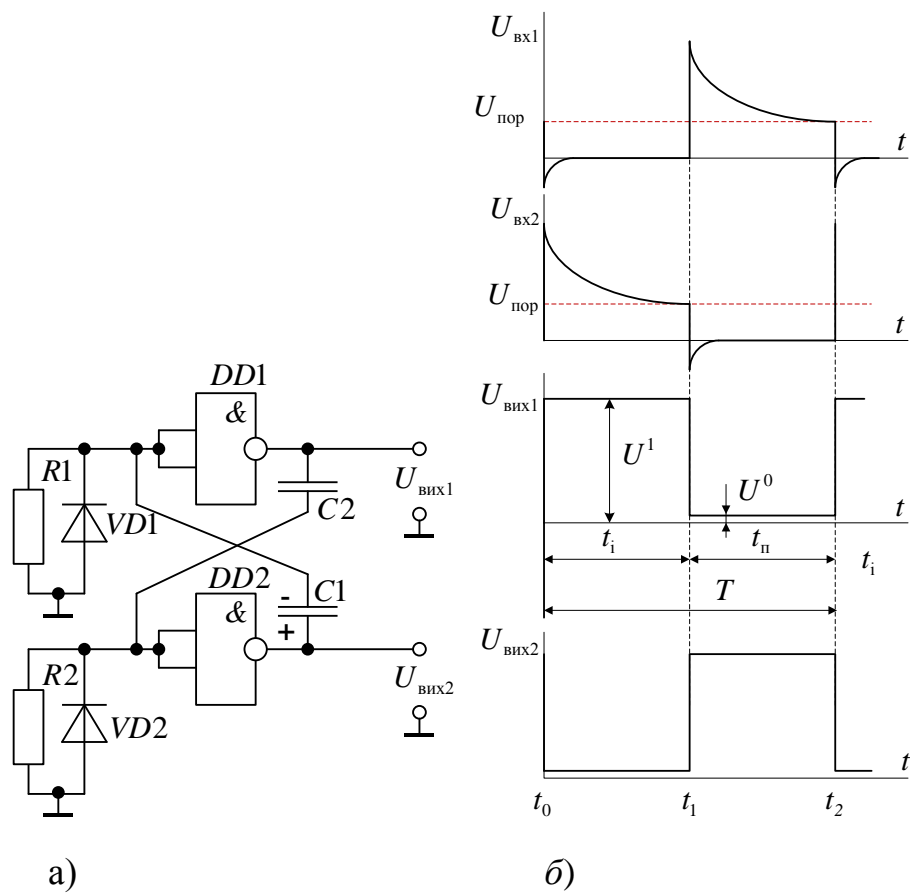 DD1
&
R1
VD1
C2
U вих1
DD2
&
- C1
+
R2
VD2
U вих2
а)
U вх1
U пор
t
U вх2
U пор
t
U вих1
U¹
U⁰
t
t і
t п
t і
T
U вих2
t
t₀
t₁
t₂
б)